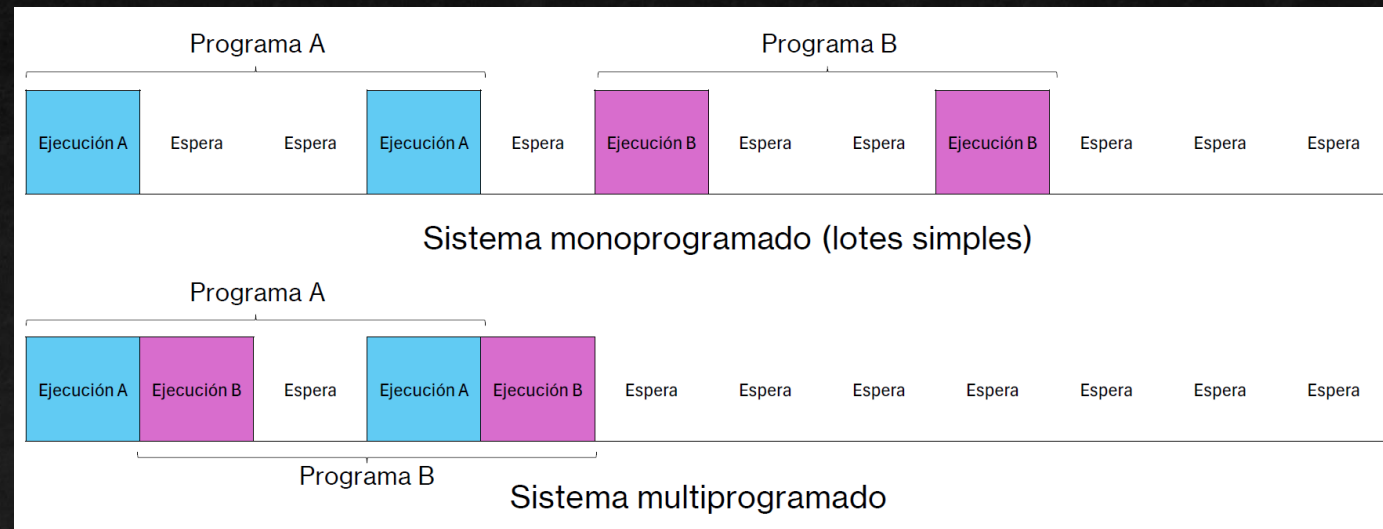 Programa A Programa B
Ejecución A Espera Espera Ejecución A Espera Ejecución B Espera Espera Ejecución B Espera Espera Espera
Sistema monoprogramado (lotes simples)
Programa A
Ejecución A Ejecución B Espera Ejecución A Ejecución B Espera Espera Espera Espera Espera Espera Espera
Programa B
Sistema multiprogramado